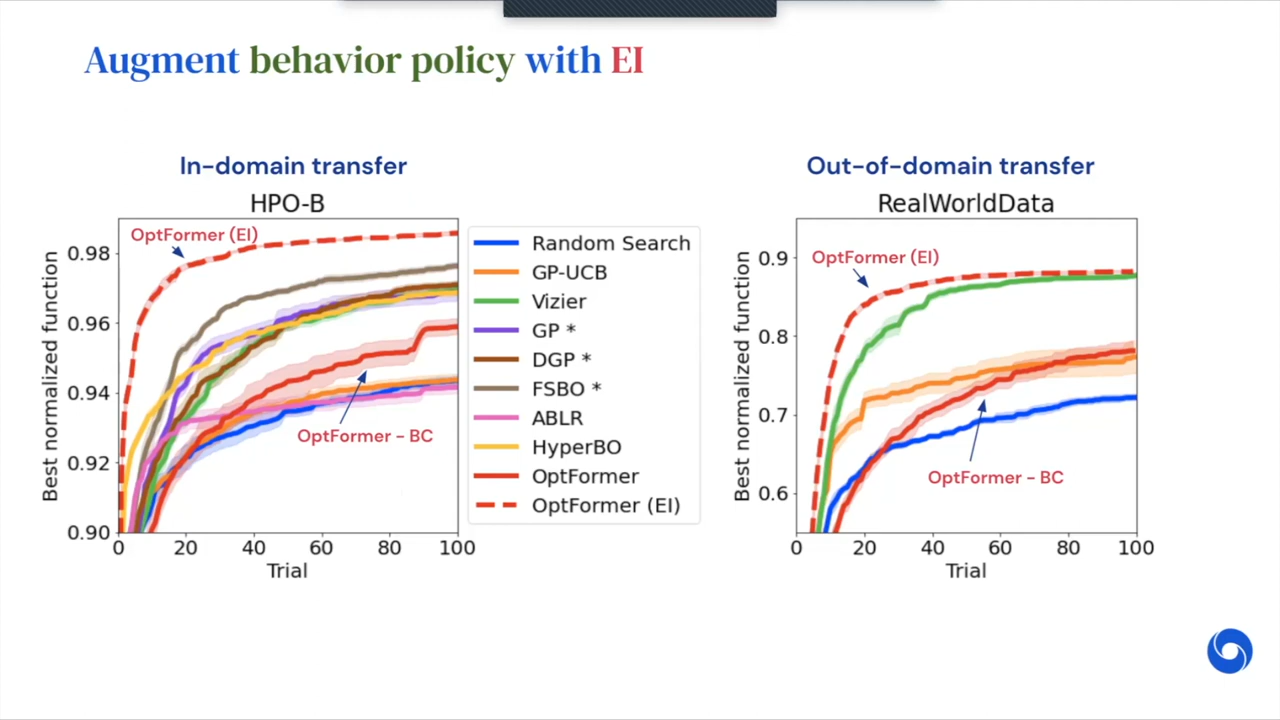 Augment behavior policy with EI
In-domain transfer
HPO-B
OptFormer (EI)
OptFormer - BC
Best normalized function
0.98
0.96
0.94
0.92
0.90
0 20 40 60 80 100
Trial
Random Search
GP-UCB
Vizier
GP *
DGP *
FSBO *
ABLR
HyperBO
OptFormer
OptFormer (EI)
Out-of-domain transfer
RealWorldData
OptFormer (EI)
OptFormer - BC
Best normalized function
0.9
0.8
0.7
0.6
0 20 40 60 80 100
Trial